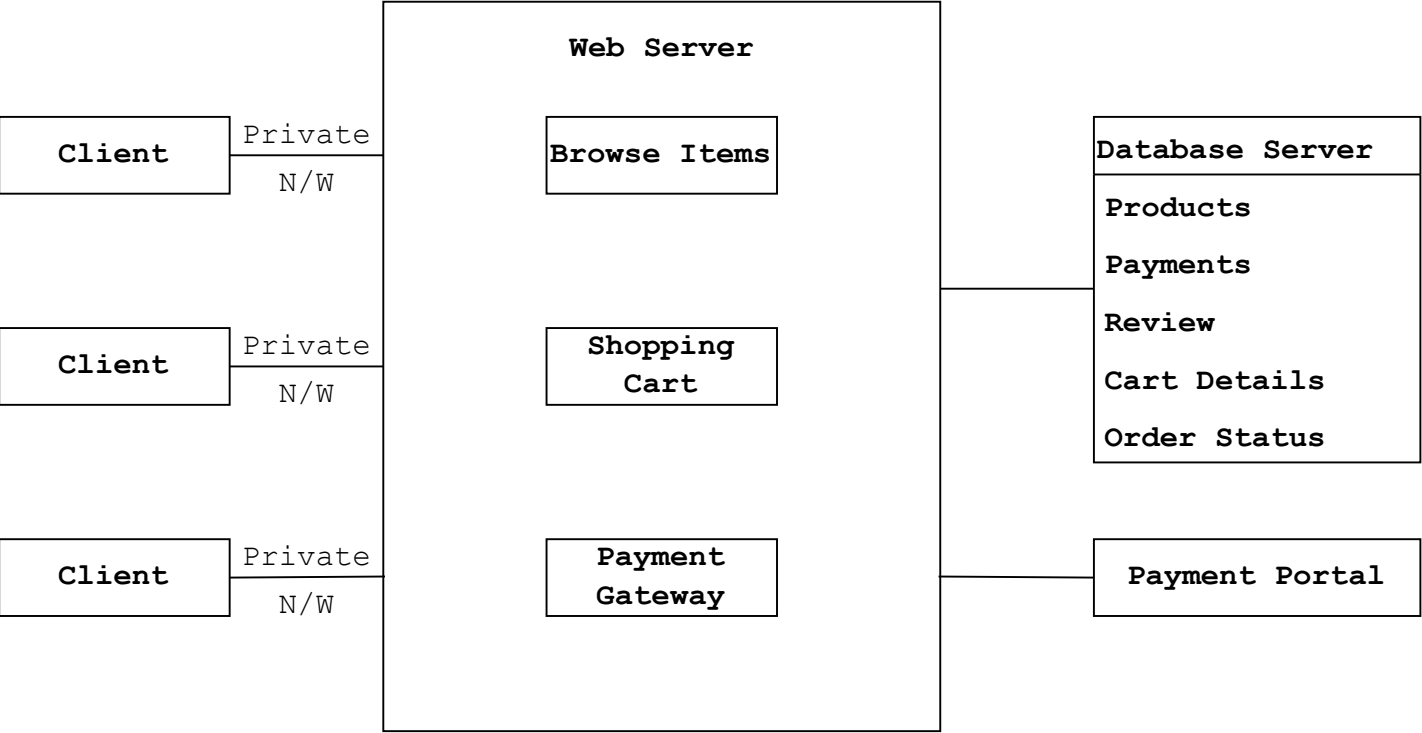 Web Server
Client
Private
N/W
Browse Items
Database Server
Products
Payments
Review
Cart Details
Order Status
Client
Private
N/W
Shopping
Cart
Client
Private
N/W
Payment
Gateway
Payment Portal